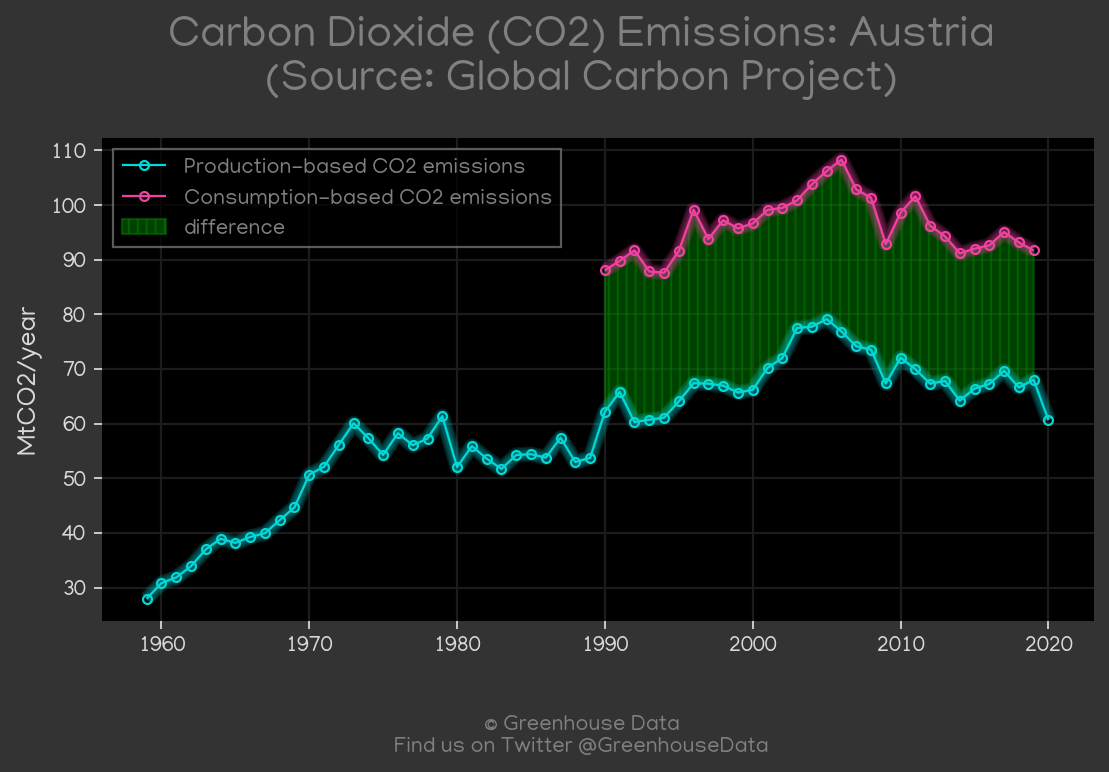 Carbon Dioxide (CO2) Emissions: Austria
(Source: Global Carbon Project)
Production-based CO2 emissions
Consumption-based CO2 emissions
difference
MtCO2/year
110
100
90
80
70
60
50
40
30
1960 1970 1980 1990 2000 2010 2020
© Greenhouse Data
Find us on Twitter @GreenhouseData